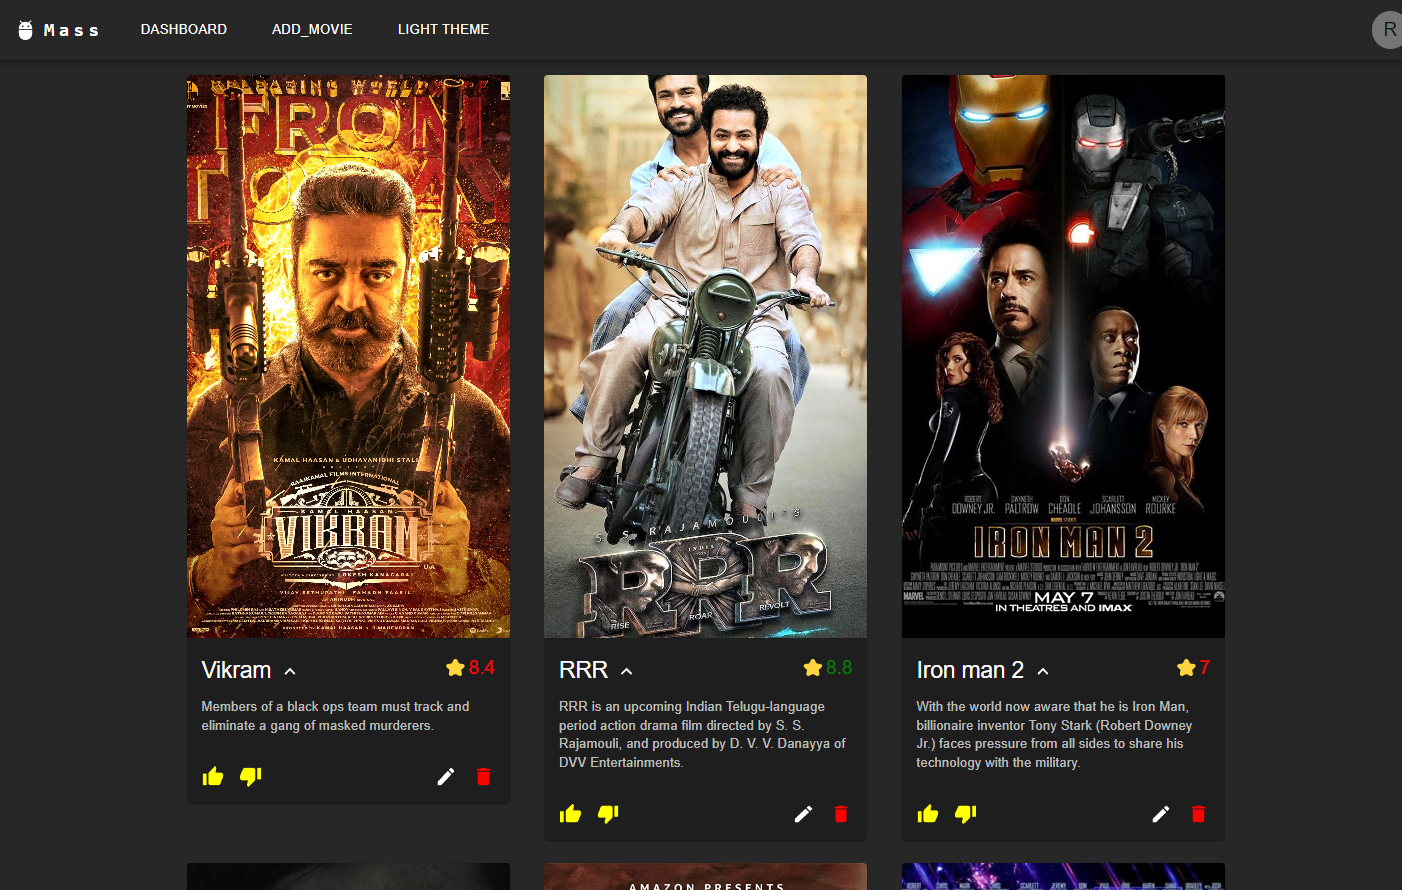 Mass
DASHBOARD
ADD_MOVIE
LIGHT THEME
R
FROM
KAMAL HAASAN & UDHAYANIDHI STALIN
RAAJKAMAL FILMS INTERNATIONAL
KAMAL HAASAN
VIKRAM
U/A
LOKESH KANAGARAJ
VIJAY SETHUPATHI FAHADH FAASIL
ANIRUDH
S. S. RAJAMOULI'S
INDIA
RRR
RISE
ROAR
REVOLT
ROBERT DOWNEY JR.
GWYNETH PALTROW
DON CHEADLE
SCARLETT JOHANSSON
MICKEY ROURKE
IRON MAN 2
MAY 7
IN THEATRES AND IMAX
Vikram
8.4
Members of a black ops team must track and
eliminate a gang of masked murderers.
RRR
8.8
RRR is an upcoming Indian Telugu-language
period action drama film directed by S. S.
Rajamouli, and produced by D. V. V. Danayya of
DVV Entertainments.
Iron man 2
7
With the world now aware that he is Iron Man,
billionaire inventor Tony Stark (Robert Downey
Jr.) faces pressure from all sides to share his
technology with the military.
AMAZON PRESENTS